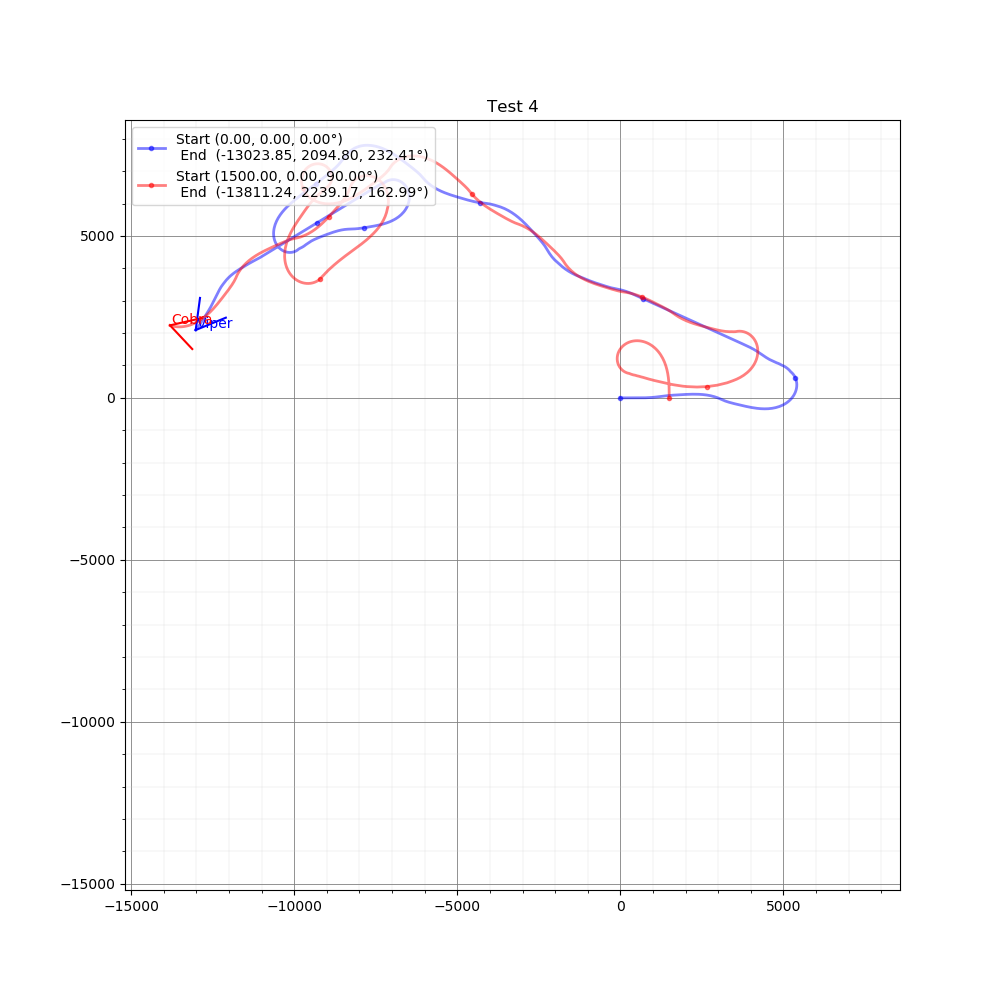 Test 4
Start (0.00, 0.00, 0.00°)
End (-13023.85, 2094.80, 232.41°)
Start (1500.00, 0.00, 90.00°)
End (-13811.24, 2239.17, 162.99°)
5000
0
−5000
−10000
−15000
Cobra
Viper
−15000
−10000
−5000
0
5000